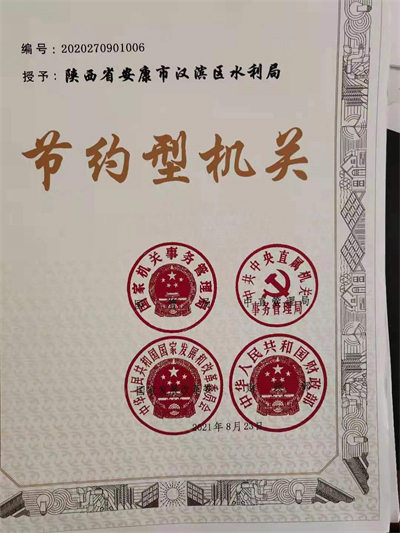 编号：2020270901006
授予：陕西省安康市汉滨区水利局
节约型机关
国家机关事务管理局
中共中央直属机关
事务管理局
中华人民共和国国家发展和改革委员会
中华人民共和国财政部
2021年8月23日